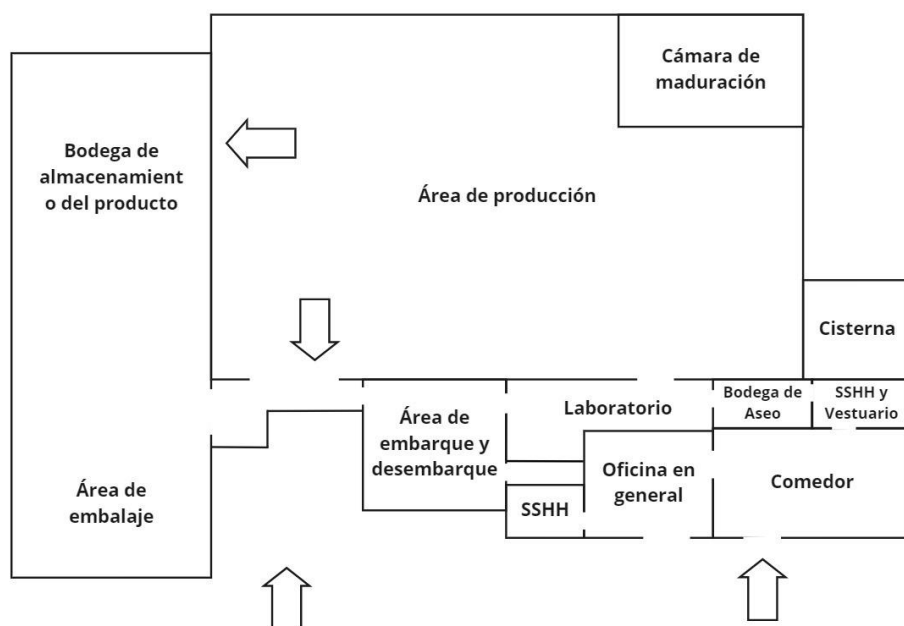 Cámara de
maduración
Bodega de
almacenamient
o del producto
Área de producción
Cisterna
Bodega de
Aseo
SSHH y
Vestuario
Laboratorio
Área de
embarque y
desembarque
Oficina en
general
Comedor
SSHH
Área de
embalaje